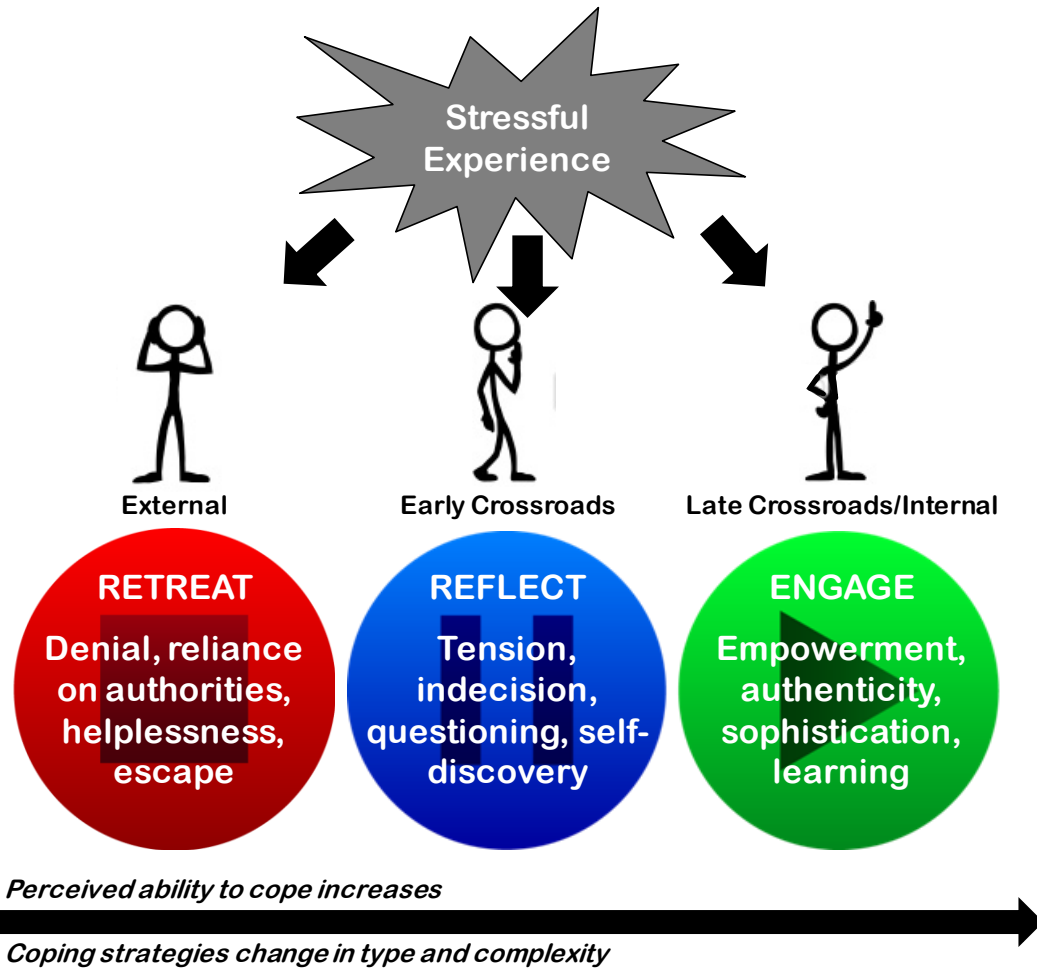 Stressful
Experience
External
Early Crossroads
Late Crossroads/Internal
RETREAT
Denial, reliance
on authorities,
helplessness,
escape
REFLECT
Tension,
indecision,
questioning, self-
discovery
ENGAGE
Empowerment,
authenticity,
sophistication,
learning
Perceived ability to cope increases
Coping strategies change in type and complexity